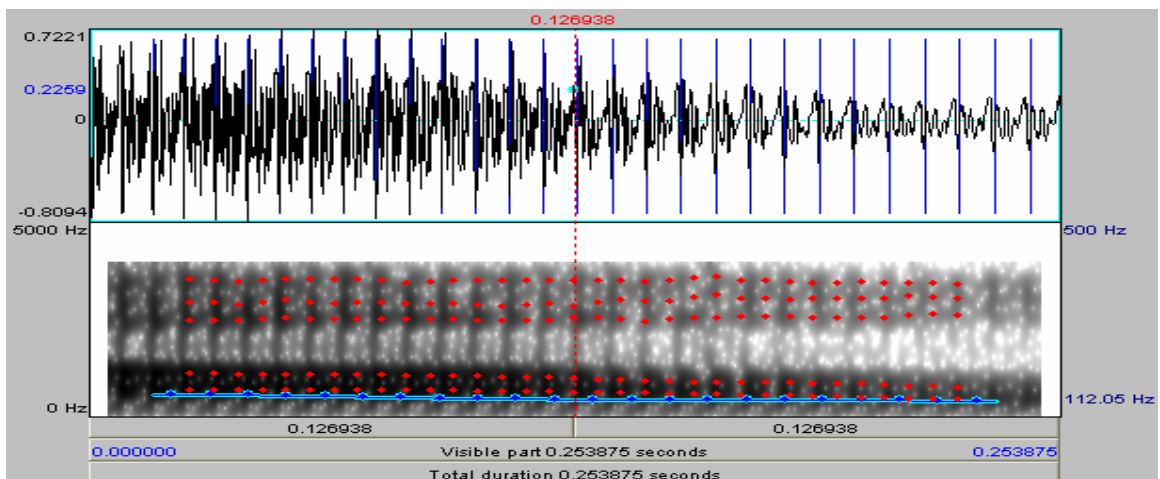 0.126938
0.7221
0.2259
0
-0.8094
5000 Hz 500 Hz
0 Hz 112.05 Hz
0.126938 0.126938
0.000000 Visible part 0.253875 seconds 0.253875
Total duration 0.253875 seconds